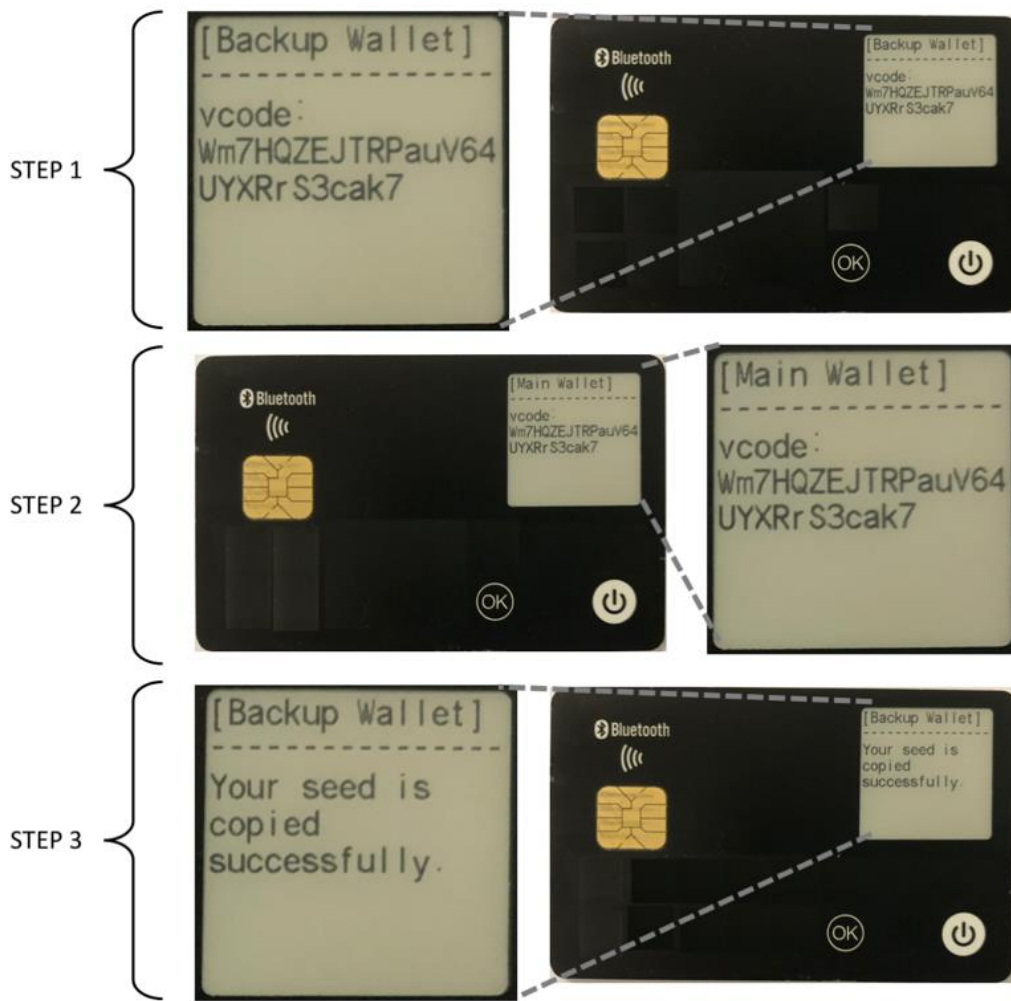 [Backup Wallet]
vcode:
Wm7HQZEJTRPauV64
UYXRrS3cak7
Bluetooth
[Backup Wallet]
vcode:
Wm7HQZEJTRPauV64
UYXRrS3cak7
OK
STEP 1
Bluetooth
[Main Wallet]
vcode:
Wm7HQZEJTRPauV64
UYXRrS3cak7
OK
[Main Wallet]
vcode:
Wm7HQZEJTRPauV64
UYXRrS3cak7
STEP 2
[Backup Wallet]
Your seed is
copied
successfully.
Bluetooth
[Backup Wallet]
Your seed is
copied
successfully.
OK
STEP 3